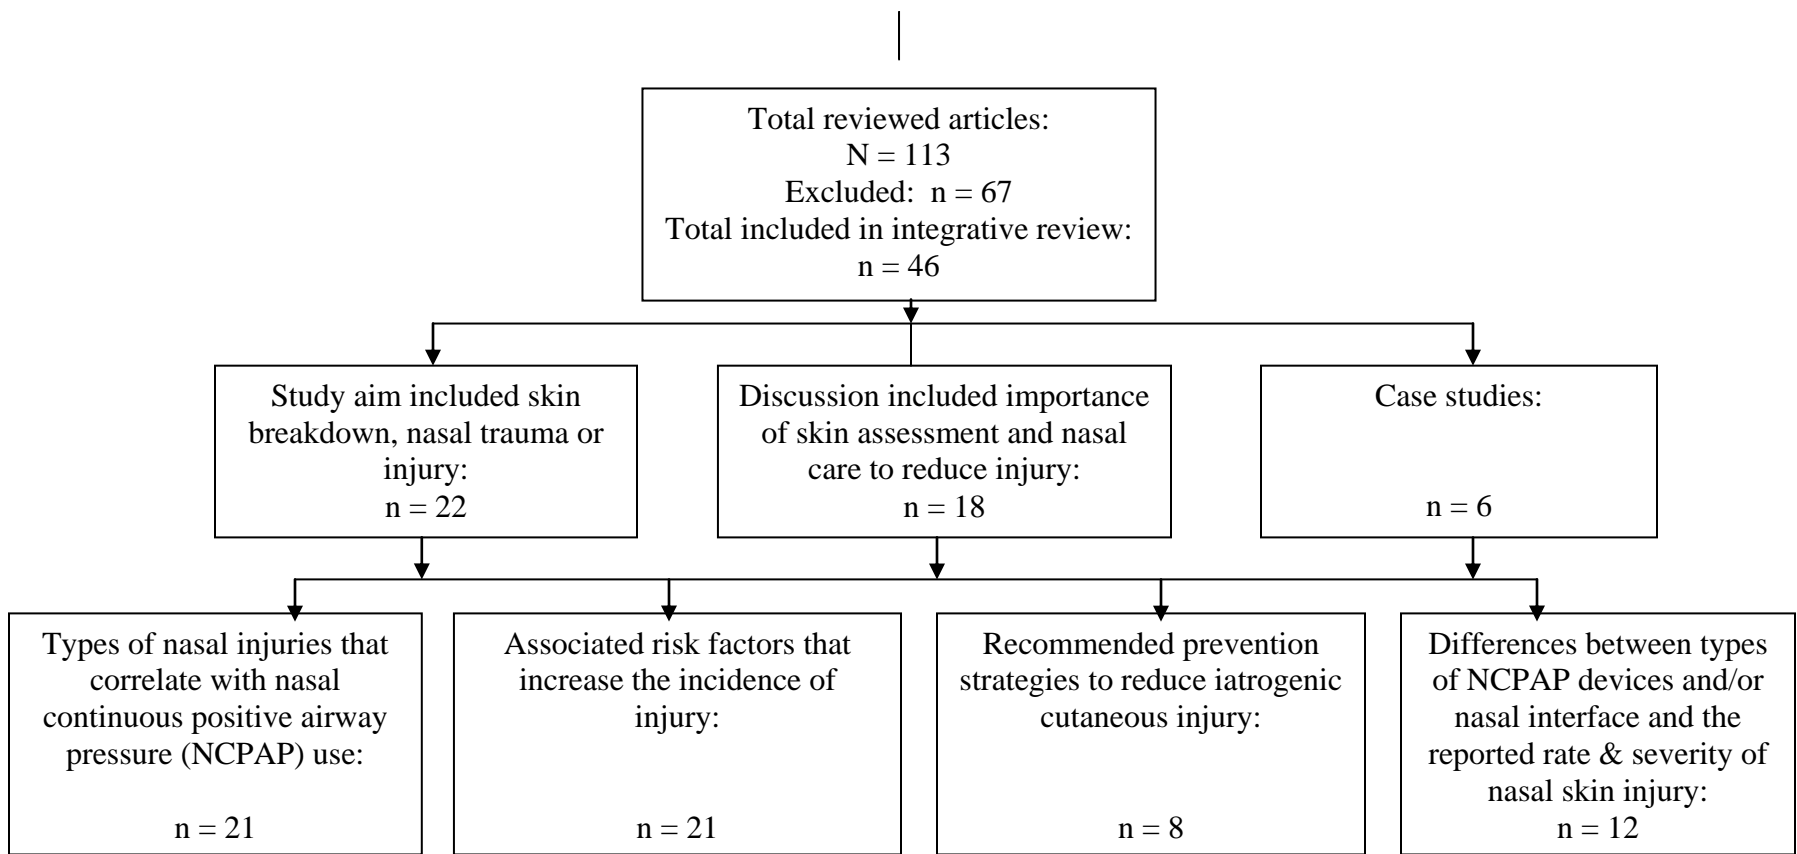 Total reviewed articles:
N = 113
Excluded:  n = 67
Total included in integrative review:
n = 46
Study aim included skin
breakdown, nasal trauma or
injury:
n = 22
Discussion included importance
of skin assessment and nasal
care to reduce injury:
n = 18
Case studies:
n = 6
Types of nasal injuries that
correlate with nasal
continuous positive airway
pressure (NCPAP) use:
n = 21
Associated risk factors that
increase the incidence of
injury:
n = 21
Recommended prevention
strategies to reduce iatrogenic
cutaneous injury:
n = 8
Differences between types
of NCPAP devices and/or
nasal interface and the
reported rate & severity of
nasal skin injury:
n = 12